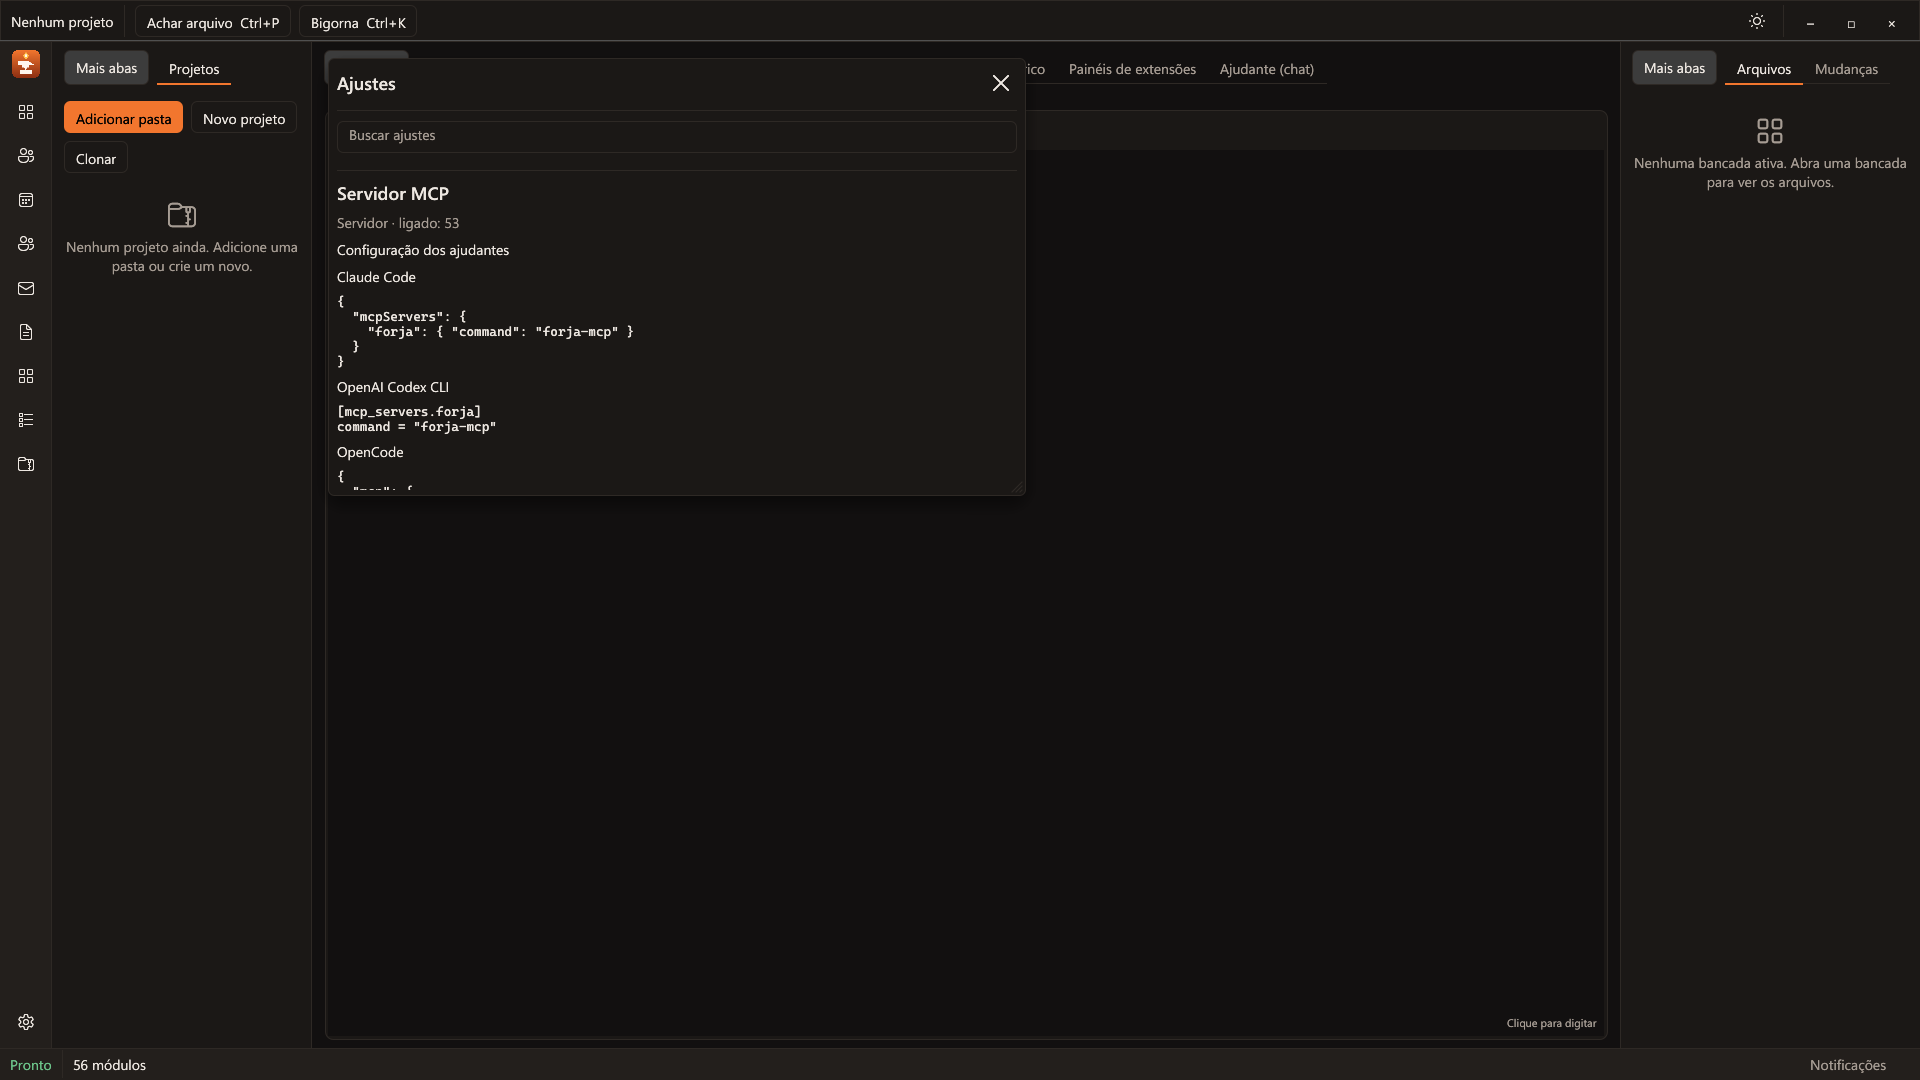 Nenhum projeto
Achar arquivo Ctrl+P
Bigorna Ctrl+K
Mais abas
Projetos
Adicionar pasta
Novo projeto
Clonar
Nenhum projeto ainda. Adicione uma
pasta ou crie um novo.
Ajustes
Buscar ajustes
Servidor MCP
Servidor · ligado: 53
Configuração dos ajudantes
Claude Code
{
  "mcpServers": {
    "forja": { "command": "forja-mcp" }
  }
}
OpenAI Codex CLI
[mcp_servers.forja]
command = "forja-mcp"
OpenCode
{
Painéis de extensões
Ajudante (chat)
Clique para digitar
Mais abas
Arquivos
Mudanças
Nenhuma bancada ativa. Abra uma bancada
para ver os arquivos.
Pronto
56 módulos
Notificações